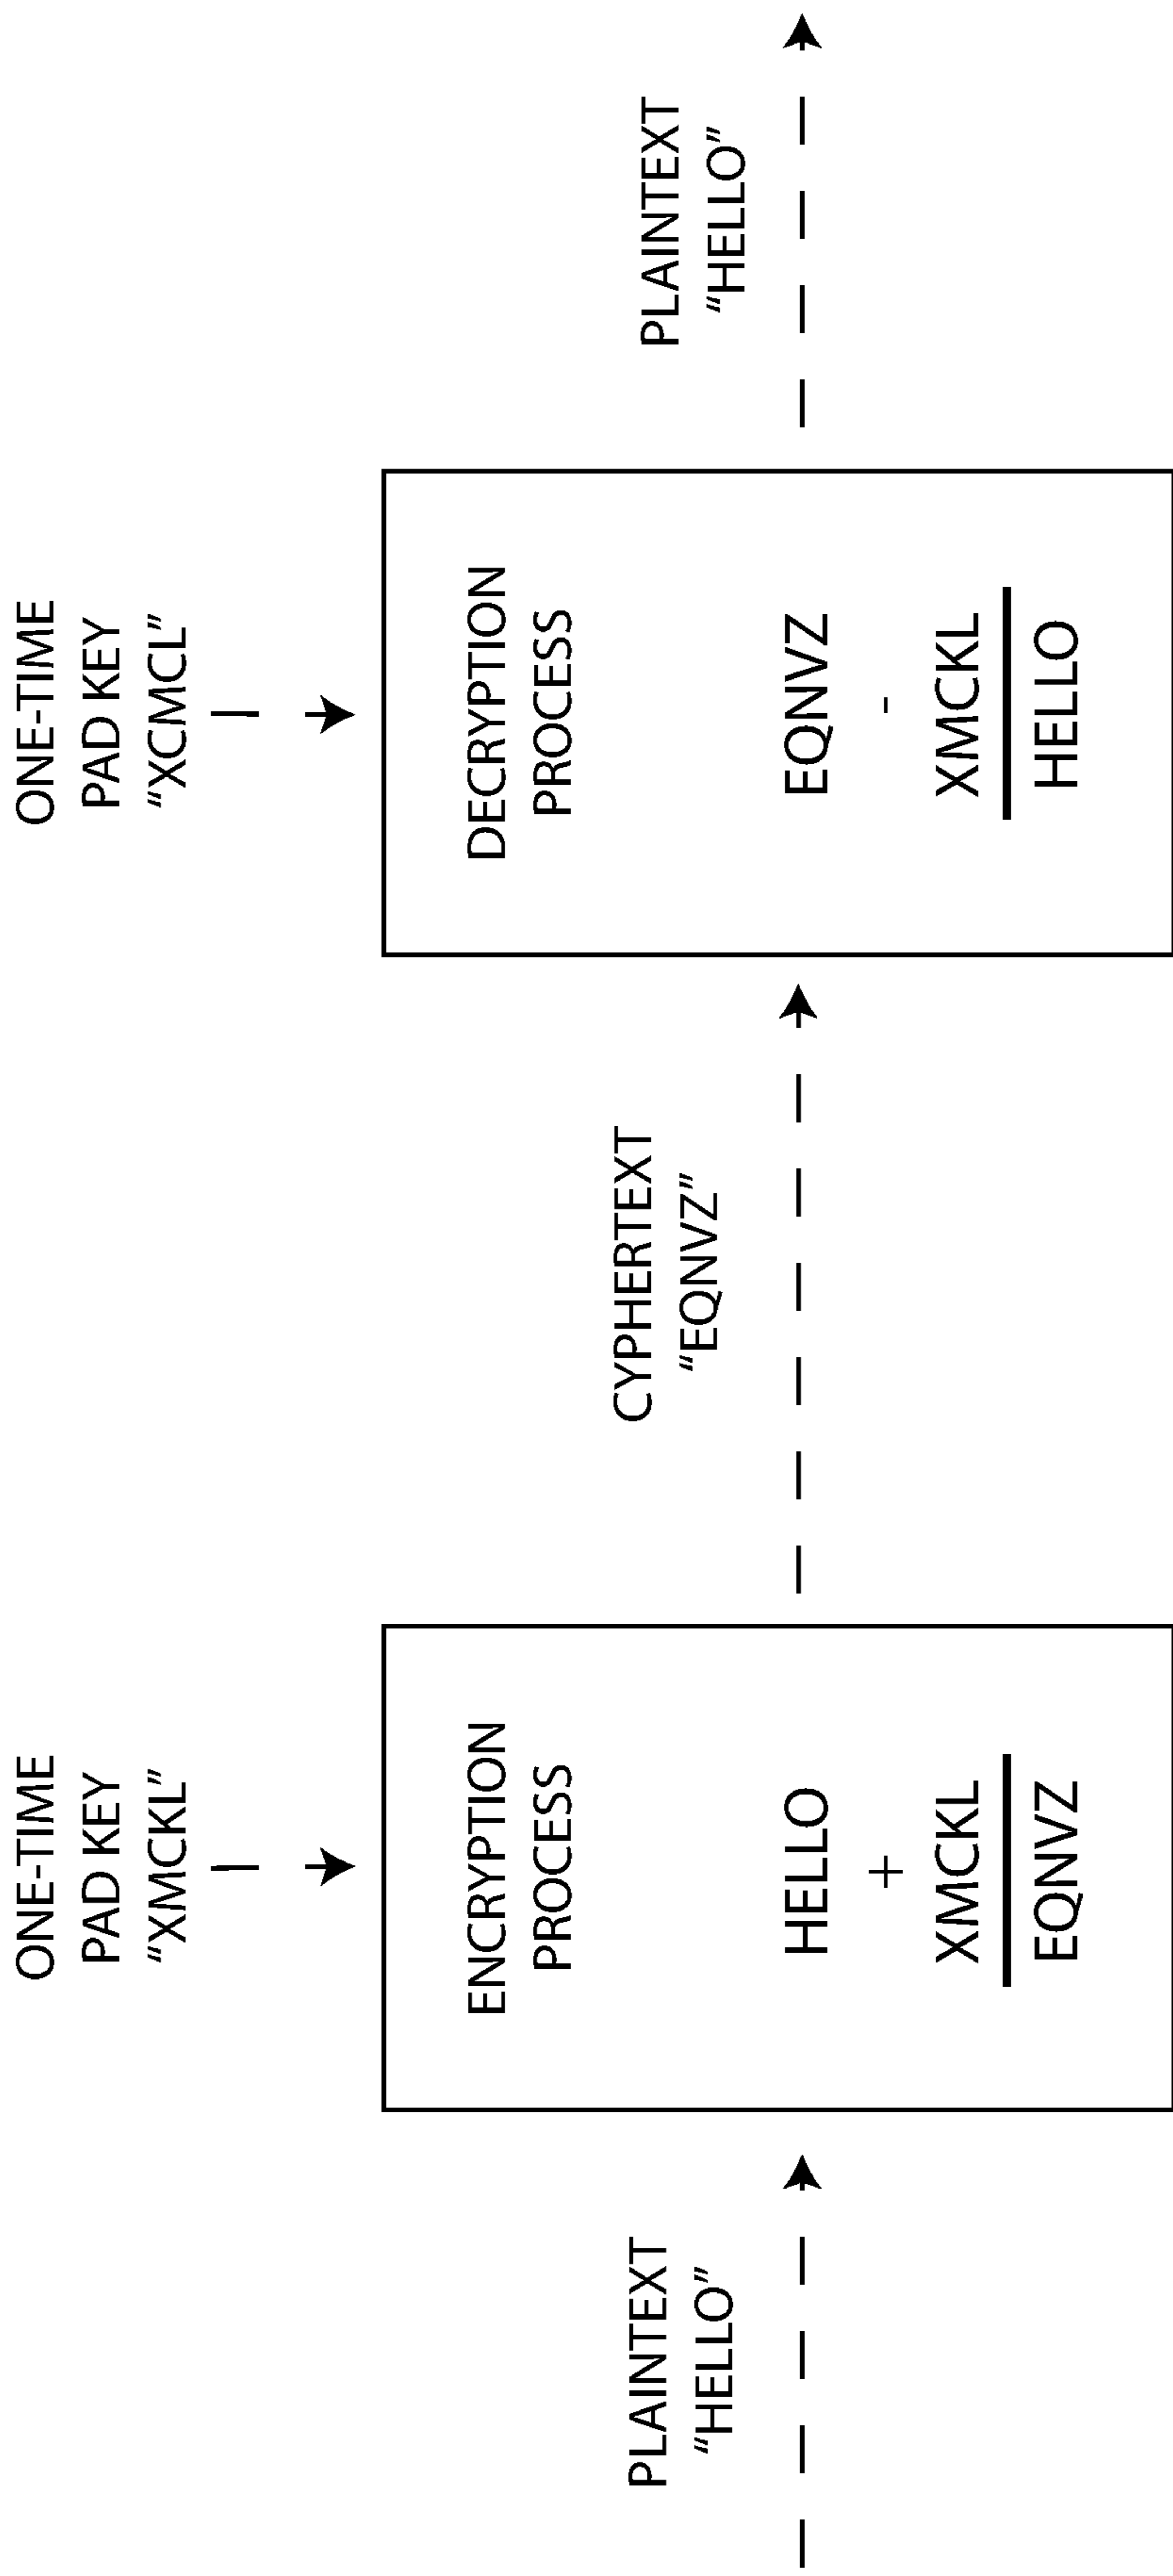 ONE-TIME
PAD KEY
“XMCKL”
ONE-TIME
PAD KEY
“XCMCL”
PLAINTEXT
“HELLO”
ENCRYPTION
PROCESS
HELLO
+
XMCKL
EQNVZ
CYPHERTEXT
“EQNVZ”
DECRYPTION
PROCESS
EQNVZ
-
XMCKL
HELLO
PLAINTEXT
“HELLO”